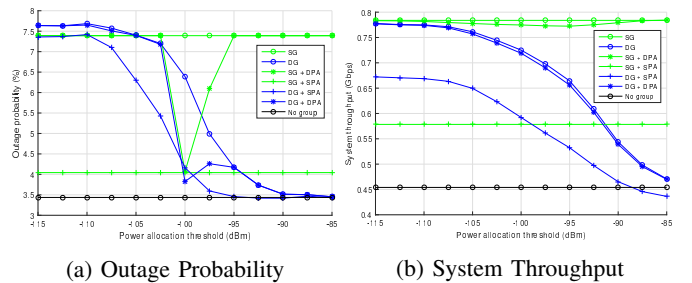 8
7.5
7
6.5
6
5.5
5
4.5
4
3.5
3
Outage probability (%)
-115
-110
-105
-100
-95
-90
-85
Power allocation threshold (dBm)
SG
DG
SG + DPA
SG + SPA
DG + SPA
DG + DPA
No group
(a) Outage Probability
0.8
0.75
0.7
0.65
0.6
0.55
0.5
0.45
0.4
System throughput (Gbps)
-115
-110
-105
-100
-95
-90
-85
Power allocation threshold (dBm)
SG
DG
SG + DPA
SG + SPA
DG + SPA
DG + DPA
No group
(b) System Throughput